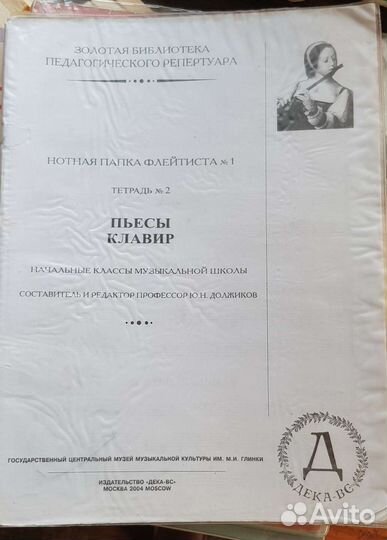 ЗОЛОТАЯ БИБЛИОТЕКА
ПЕДАГОГИЧЕСКОГО РЕПЕРТУАРА
НОТНАЯ ПАПКА ФЛЕЙТИСТА № 1
ТЕТРАДЬ № 2
ПЬЕСЫ
КЛАВИР
НАЧАЛЬНЫЕ КЛАССЫ МУЗЫКАЛЬНОЙ ШКОЛЫ
СОСТАВИТЕЛЬ И РЕДАКТОР ПРОФЕССОР Ю.Н. ДОЛЖИКОВ
ГОСУДАРСТВЕННЫЙ ЦЕНТРАЛЬНЫЙ МУЗЕЙ МУЗЫКАЛЬНОЙ КУЛЬТУРЫ ИМ. М.И. ГЛИНКИ
ИЗДАТЕЛЬСТВО «ДЕКА-ВС»
МОСКВА 2004 MOSCOW
Д
ДЕКА-ВС
Avito